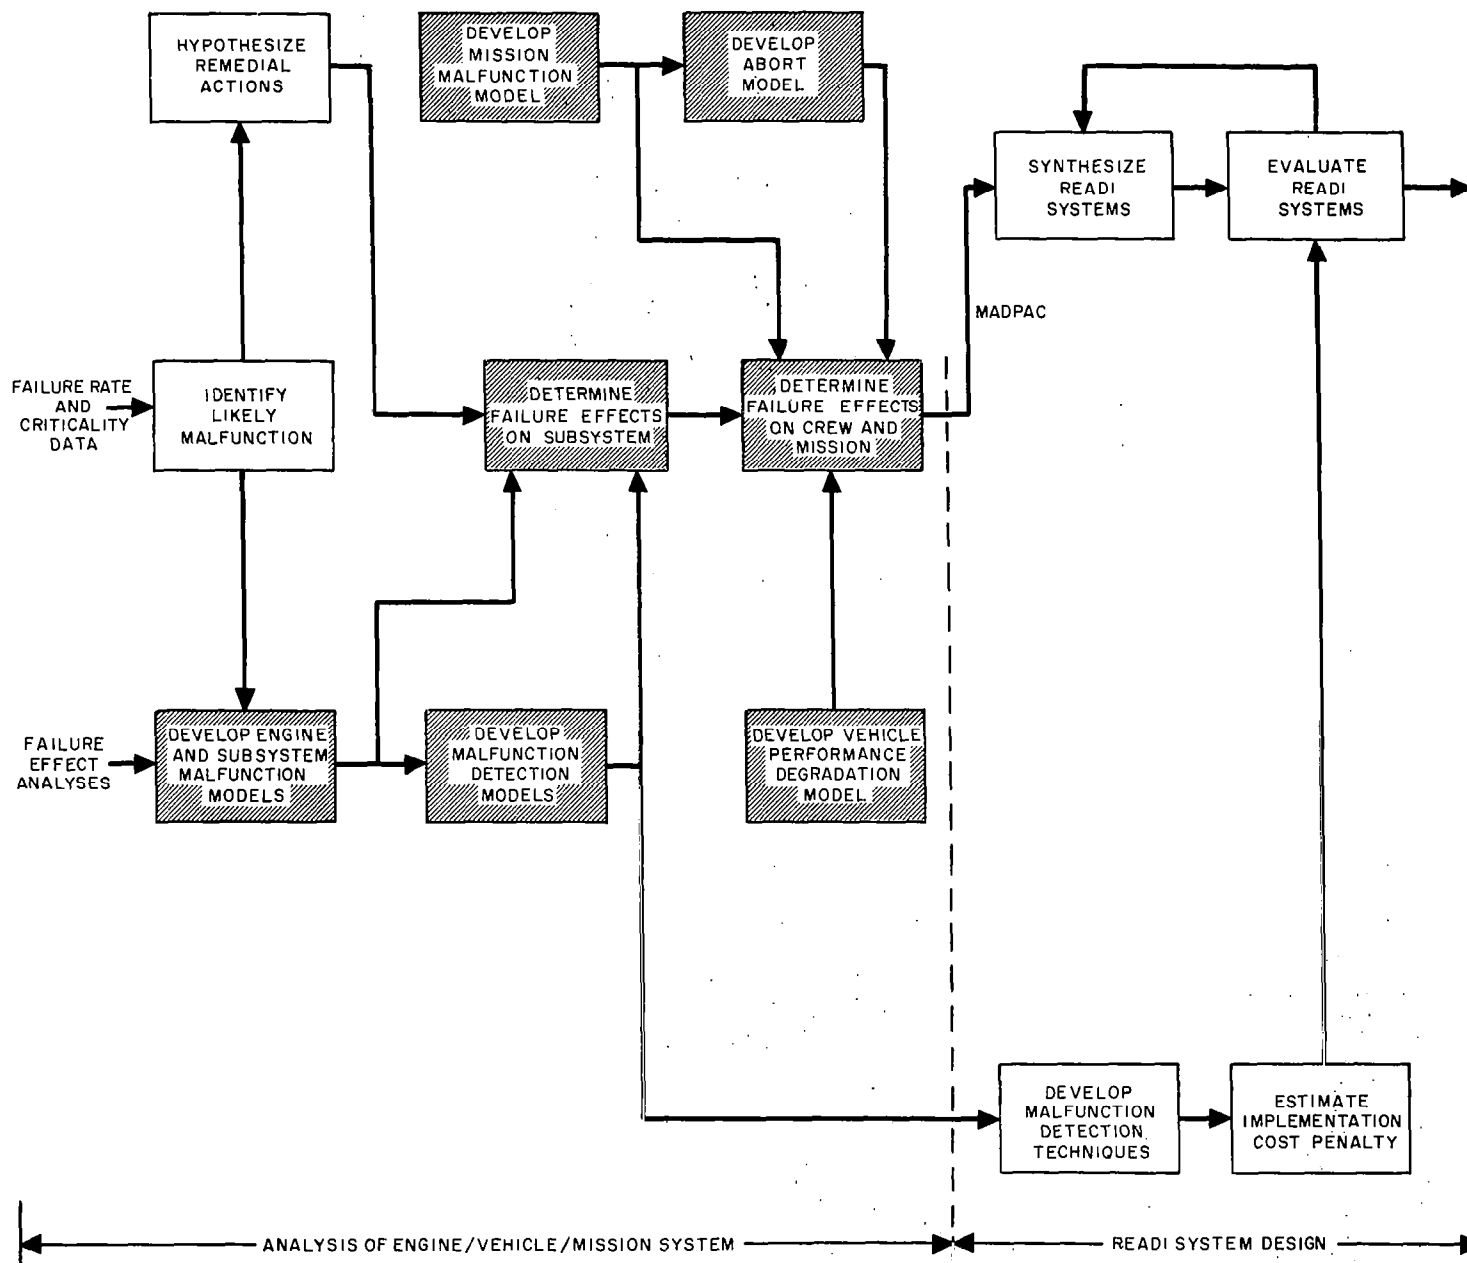 HYPOTHESIZE
REMEDIAL
ACTIONS
DEVELOP
MISSION
MALFUNCTION
MODEL
DEVELOP
ABORT
MODEL
SYNTHESIZE
READI
SYSTEMS
EVALUATE
READI
SYSTEMS
MADPAC
FAILURE RATE
AND
CRITICALITY
DATA
IDENTIFY
LIKELY
MALFUNCTION
DETERMINE
FAILURE EFFECTS
ON SUBSYSTEM
DETERMINE
FAILURE EFFECTS
ON CREW AND
MISSION
FAILURE
EFFECT
ANALYSES
DEVELOP ENGINE
AND SUBSYSTEM
MALFUNCTION
MODELS
DEVELOP
MALFUNCTION
DETECTION
MODELS
DEVELOP VEHICLE
PERFORMANCE
DEGRADATION
MODEL
DEVELOP
MALFUNCTION
DETECTION
TECHNIQUES
ESTIMATE
IMPLEMENTATION
COST PENALTY
ANALYSIS OF ENGINE/VEHICLE/MISSION SYSTEM
READI SYSTEM DESIGN